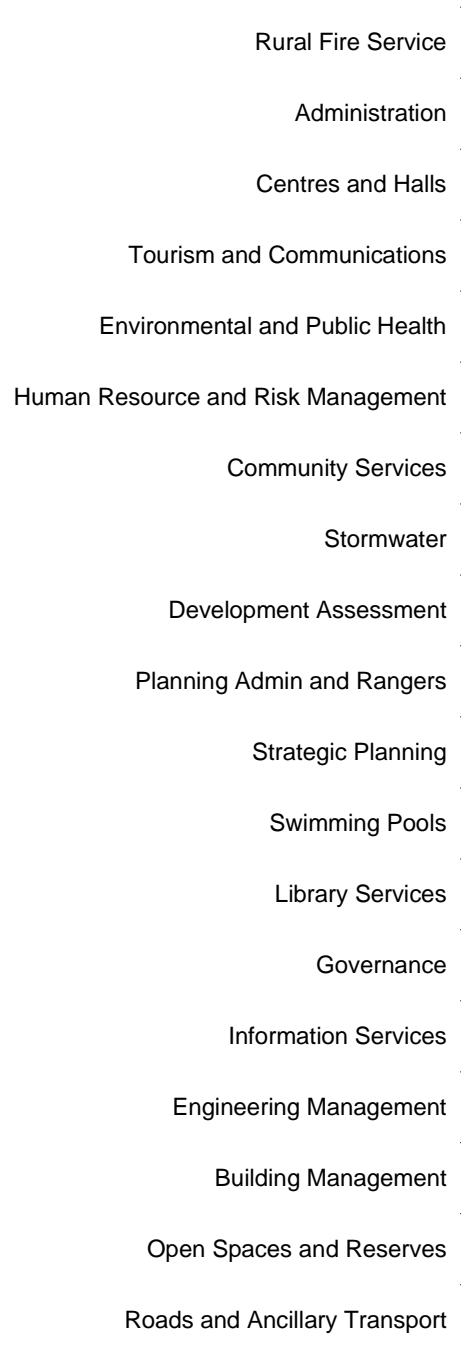 Rural Fire Service
Administration
Centres and Halls
Tourism and Communications
Environmental and Public Health
Human Resource and Risk Management
Community Services
Stormwater
Development Assessment
Planning Admin and Rangers
Strategic Planning
Swimming Pools
Library Services
Governance
Information Services
Engineering Management
Building Management
Open Spaces and Reserves
Roads and Ancillary Transport